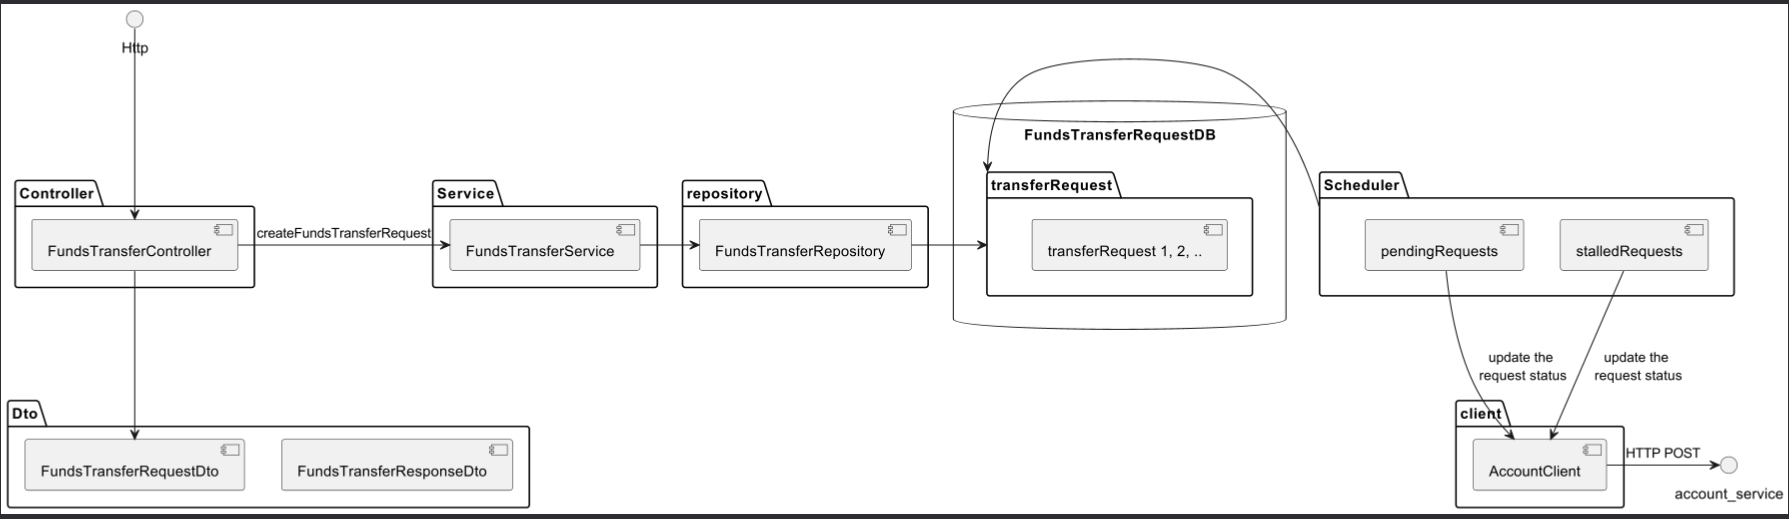 Http
FundsTransferRequestDB
Controller
Service
repository
transferRequest
Scheduler
FundsTransferController
createFundsTransferRequest
FundsTransferService
FundsTransferRepository
transferRequest 1, 2, ..
pendingRequests
stalledRequests
update the
request status
update the
request status
Dto
FundsTransferRequestDto
FundsTransferResponseDto
client
AccountClient
HTTP POST
account_service